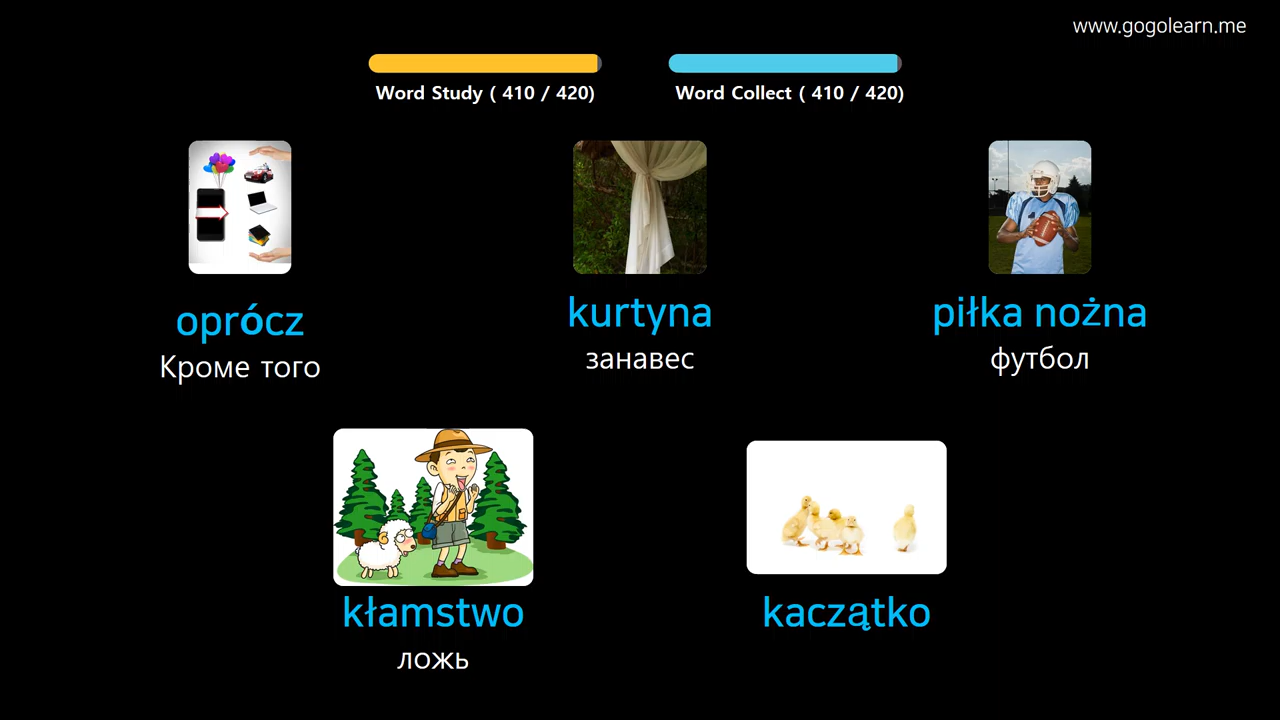 www.gogolearn.me
Word Study ( 410 / 420)
Word Collect ( 410 / 420)
oprócz
Кроме того
kurtyna
занавес
piłka nożna
футбол
kłamstwo
ложь
kaczątko